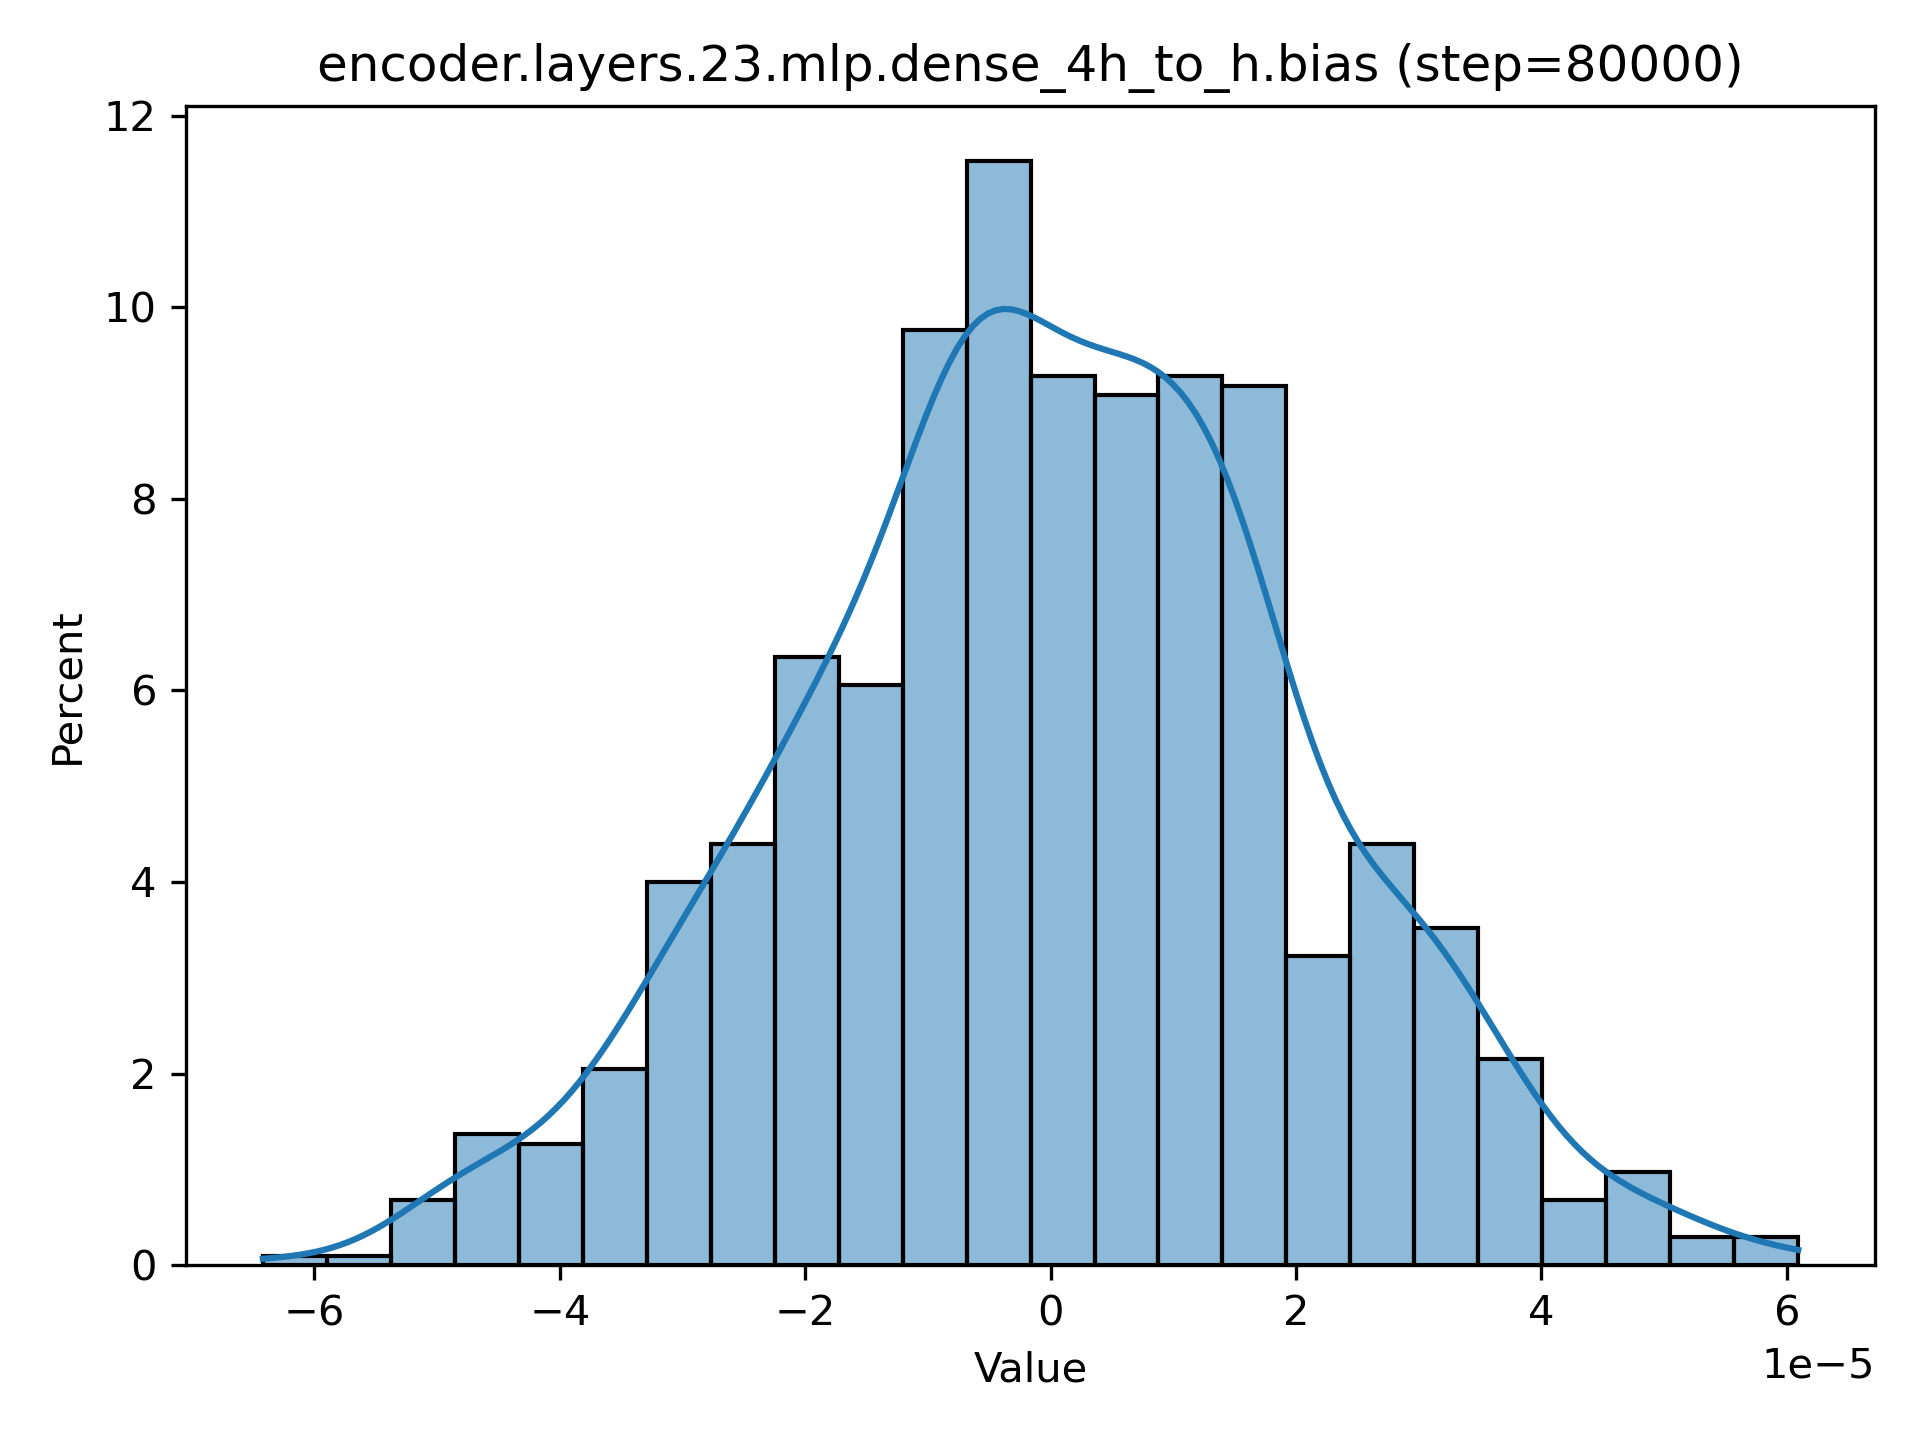 encoder.layers.23.mlp.dense_4h_to_h.bias (step=80000)
12
10
8
6
4
2
0
Percent
−6 −4 −2 0 2 4 6
1e−5
Value